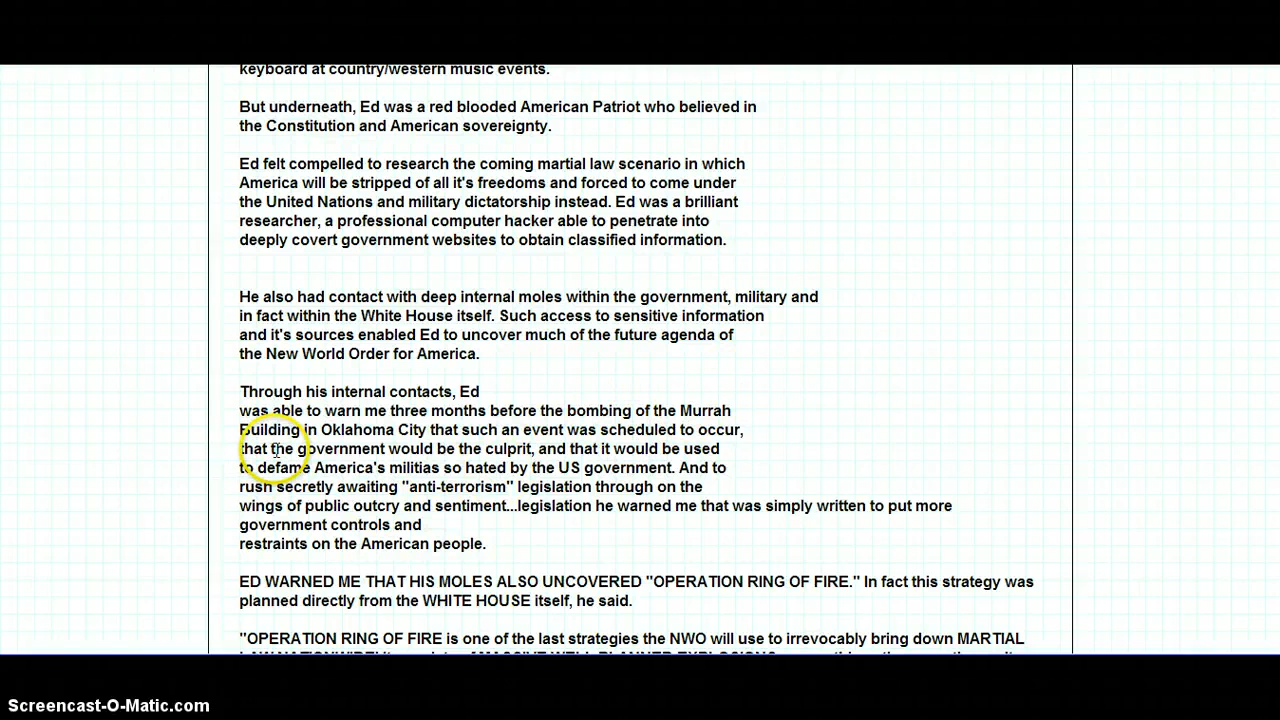 keyboard at country/western music events.
But underneath, Ed was a red blooded American Patriot who believed in
the Constitution and American sovereignty.
Ed felt compelled to research the coming martial law scenario in which
America will be stripped of all it's freedoms and forced to come under
the United Nations and military dictatorship instead. Ed was a brilliant
researcher, a professional computer hacker able to penetrate into
deeply covert government websites to obtain classified information.
He also had contact with deep internal moles within the government, military and
in fact within the White House itself. Such access to sensitive information
and it's sources enabled Ed to uncover much of the future agenda of
the New World Order for America.
Through his internal contacts, Ed
was able to warn me three months before the bombing of the Murrah
Building in Oklahoma City that such an event was scheduled to occur,
that the government would be the culprit, and that it would be used
to defame America's militias so hated by the US government. And to
rush secretly awaiting "anti-terrorism" legislation through on the
wings of public outcry and sentiment...legislation he warned me that was simply written to put more
government controls and
restraints on the American people.
ED WARNED ME THAT HIS MOLES ALSO UNCOVERED "OPERATION RING OF FIRE." In fact this strategy was
planned directly from the WHITE HOUSE itself, he said.
"OPERATION RING OF FIRE is one of the last strategies the NWO will use to irrevocably bring down MARTIAL
Screencast-O-Matic.com